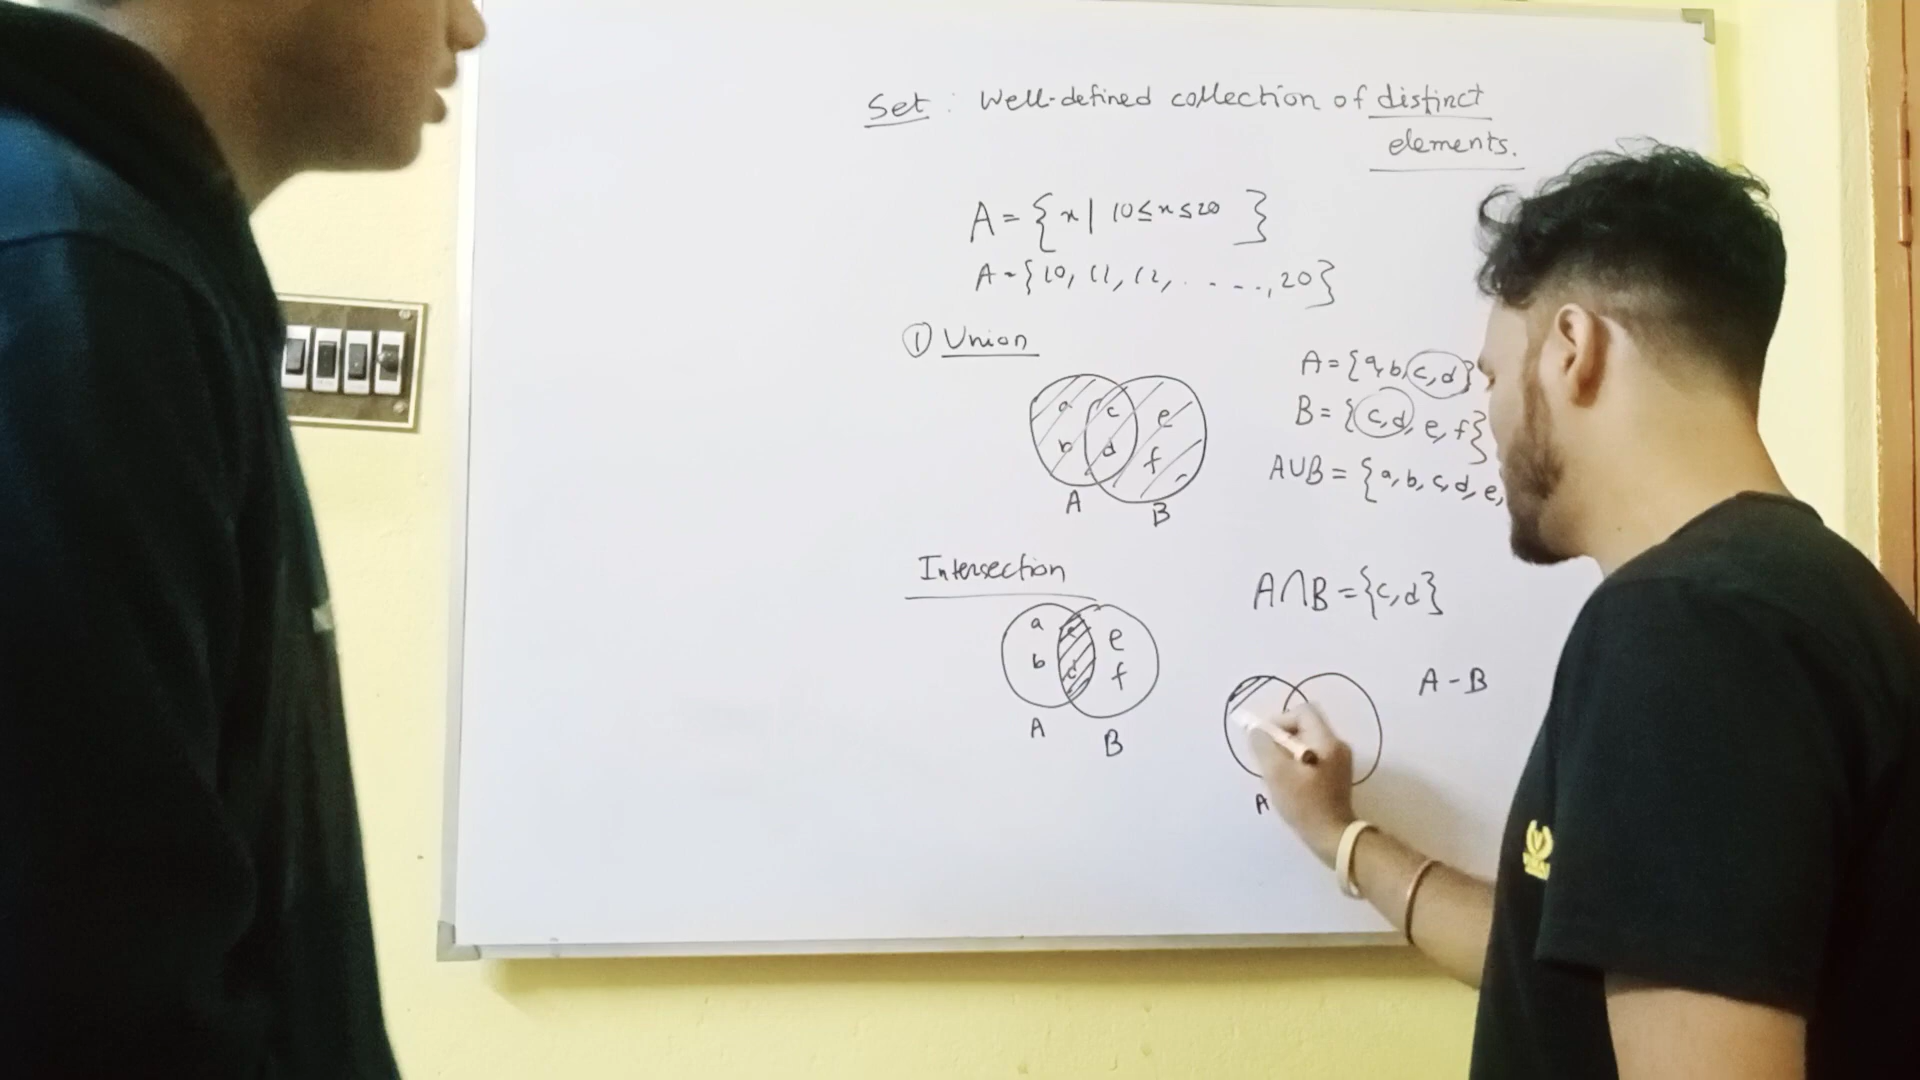 Set : Well-defined collection of distinct
elements.
A = { x | 10 ≤ x ≤ 20 }
A = {10, 11, 12, . - - -, 20}
① Union
A = {a, b, c, d}
a c e
B = {c, d, e, f}
b d f
A∪B = {a, b, c, d, e,
A B
Intersection
A∩B = {c, d}
a c e
b d f
A - B
A B
A